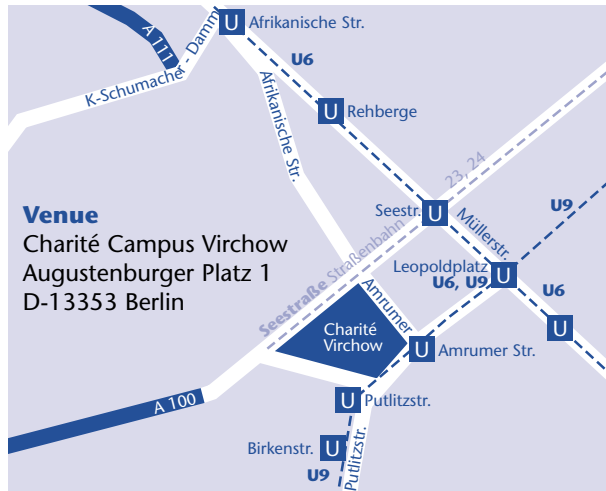 U Afrikanische Str.
A 111
K-Schumacher - Damm
U6
Afrikanische Str.
U Rehberge
23, 24
U9
Seestr. U
Müllerstr.
Venue
Charité Campus Virchow
Augustenburger Platz 1
D-13353 Berlin
Seestraße Straßenbahn
Leopoldplatz U
U6, U9
U6
Amrumer
U
Charité
Virchow
U Amrumer Str.
A 100
U Putlitzstr.
Birkenstr. U
Putlitzstr.
U9